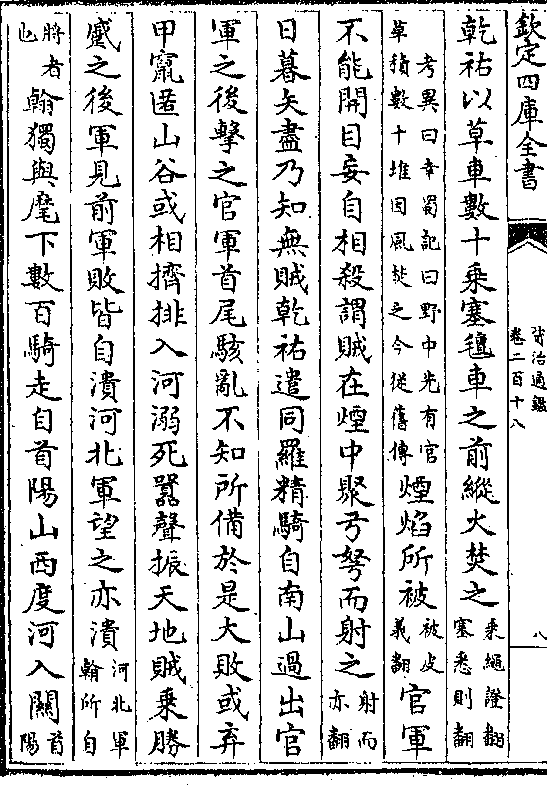 欽定四庫全書
資治通鑑
卷二百十八
八
乾祐以草車數十乘塞氊車之前縱火焚之乘繩證翻塞悉則翻
考異曰幸蜀記曰野中先有官草積數十堆因風焚之今從舊傳煙焰所被被皮義翻官軍
不能開目妄自相殺謂賊在煙中聚弓弩而射之射而亦翻
日暮矢盡乃知無賊乾祐遣同羅精騎自南山過出官
軍之後擊之官軍首尾駭亂不知所備於是大敗或弃
甲竄匿山谷或相擠排入河溺死囂聲振天地賊乗勝
蹙之後軍見前軍敗皆自潰河北軍望之亦潰河北軍翰所自
將者也翰獨與麾下數百騎走自首陽山西度河入關首陽